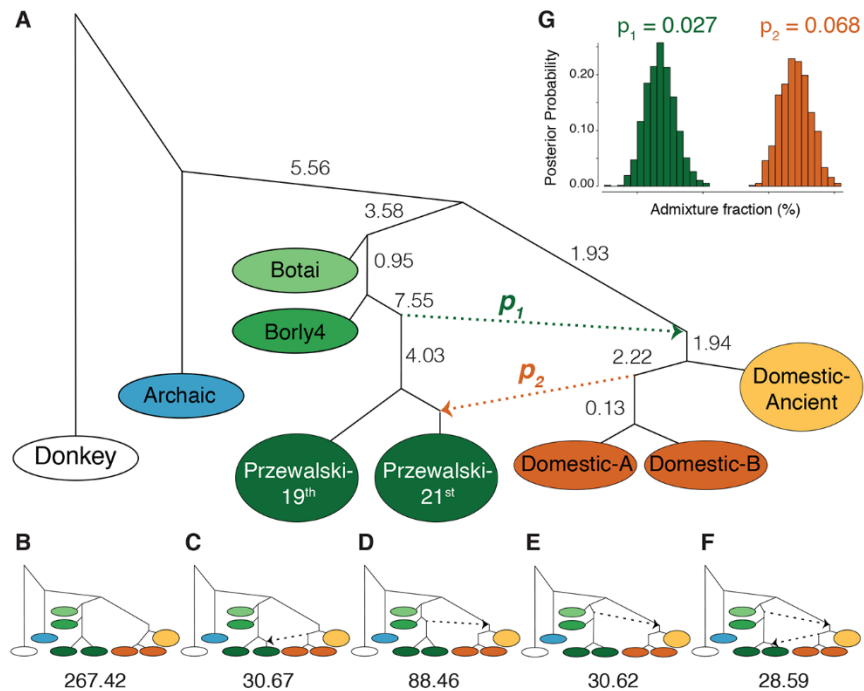 A
G
p1 = 0.027
p2 = 0.068
Posterior Probability
0.20
0.10
0.00
Admixture fraction (%)
5.56
3.58
1.93
Botai
0.95
7.55
p1
Borly4
4.03
1.94
2.22
p2
Domestic-
Ancient
Archaic
0.13
Donkey
Przewalski-
19th
Przewalski-
21st
Domestic-A
Domestic-B
B
C
D
E
F
267.42
30.67
88.46
30.62
28.59